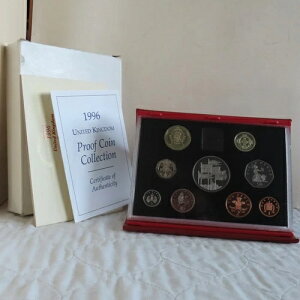 1996
UNITED KINGDOM
Proof Coin
Collection
Certificate of
Authenticity